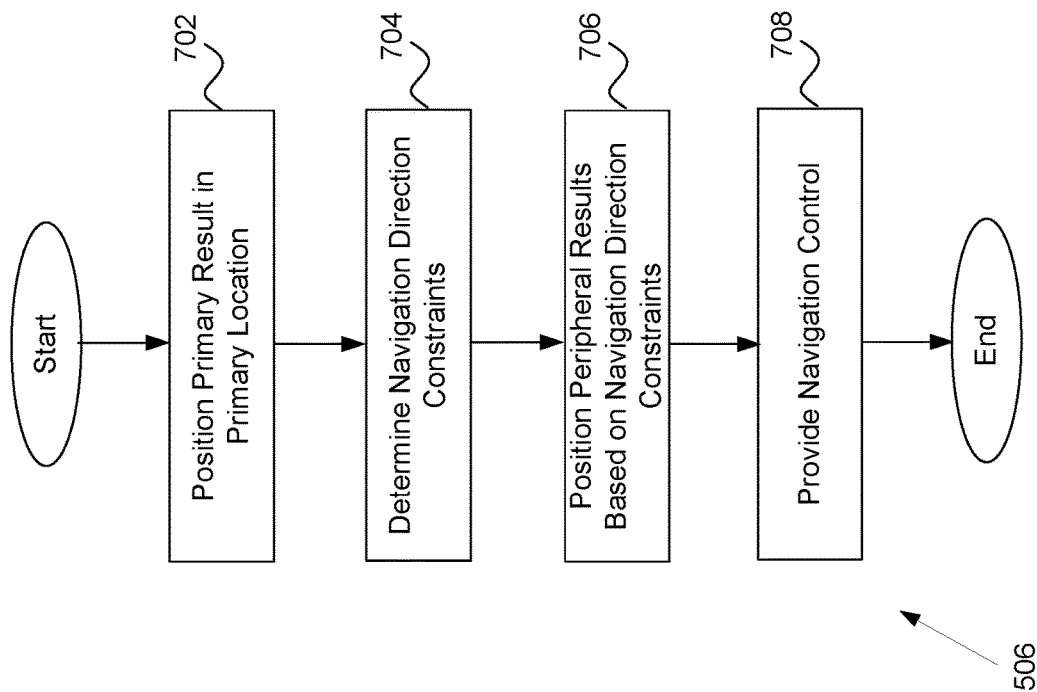 Start
702
Position Primary Result in
Primary Location
704
Determine Navigation Direction
Constraints
706
Position Peripheral Results
Based on Navigation Direction
Constraints
708
Provide Navigation Control
End
506